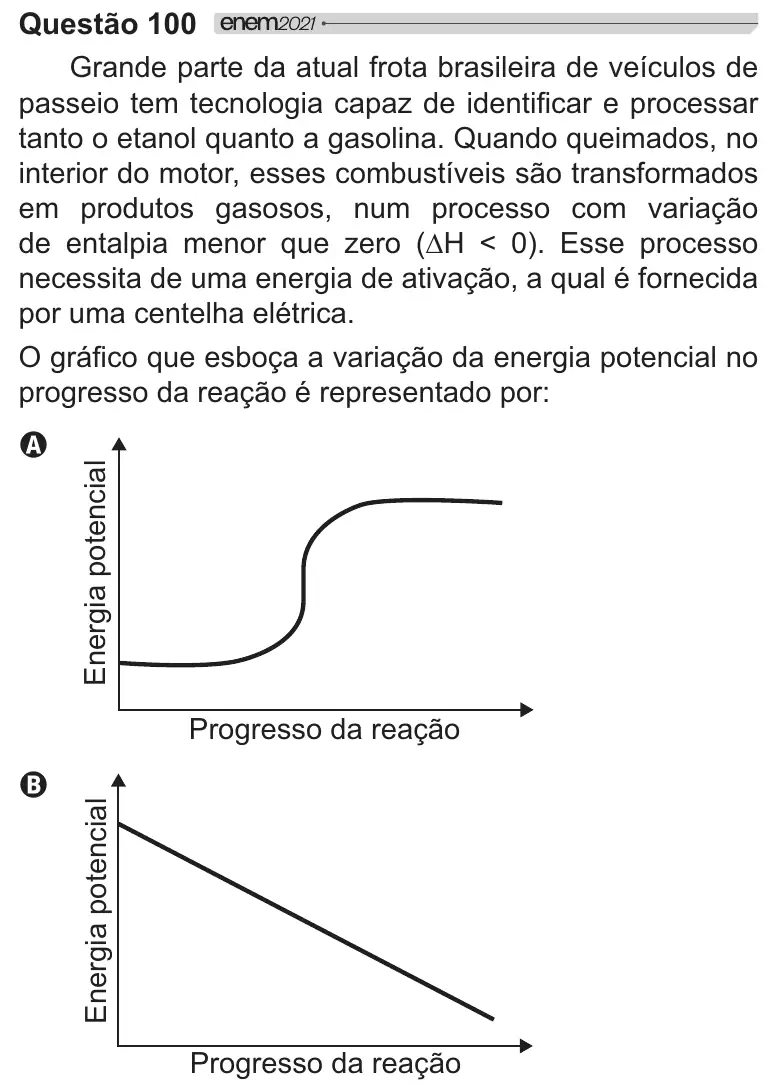 Questão 100 enem2021
Grande parte da atual frota brasileira de veículos de
passeio tem tecnologia capaz de identificar e processar
tanto o etanol quanto a gasolina. Quando queimados, no
interior do motor, esses combustíveis são transformados
em produtos gasosos, num processo com variação
de entalpia menor que zero (∆H < 0). Esse processo
necessita de uma energia de ativação, a qual é fornecida
por uma centelha elétrica.
O gráfico que esboça a variação da energia potencial no
progresso da reação é representado por:
A
Energia potencial
Progresso da reação
B
Energia potencial
Progresso da reação